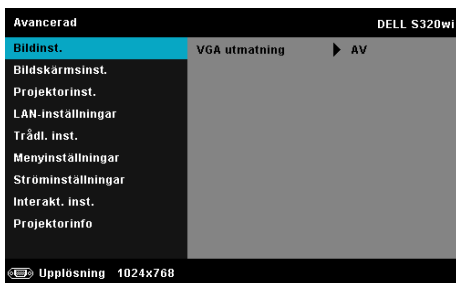 Avancerad DELL S320wi
Bildinst. VGA utmatning AV
Bildskärmsinst.
Projektorinst.
LAN-inställningar
Trådl. inst.
Menyinställningar
Ströminställningar
Interakt. inst.
Projektorinfo
Upplösning 1024x768